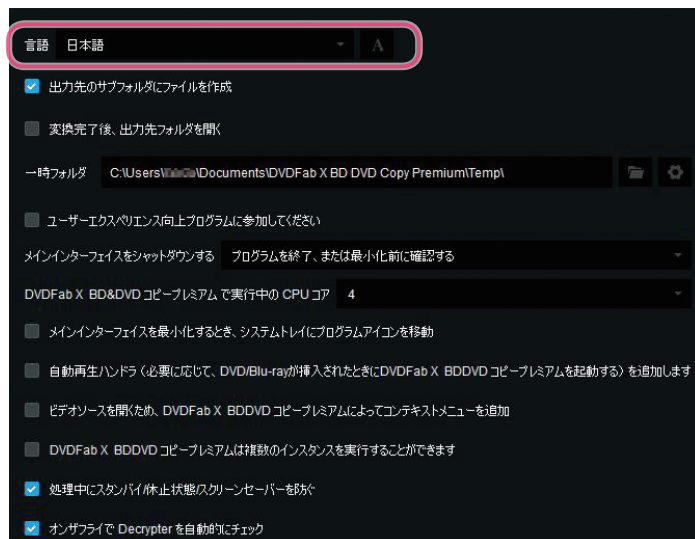 言語 日本語 A
出力先のサブフォルダにファイルを作成
変換完了後、出力先フォルダを開く
一時フォルダ C:\Users\ \Documents\DVDFab X BD DVD Copy Premium\Temp\
ユーザーエクスペリエンス向上プログラムに参加してください
メインインターフェイスをシャットダウンする プログラムを終了、または最小化前に確認する
DVDFab X BD&DVD コピープレミアム で実行中の CPU コア 4
メインインターフェイスを最小化するとき、システムトレイにプログラムアイコンを移動
自動再生ハンドラ（必要に応じて、DVD/Blu-rayが挿入されたときにDVDFab X BDDVD コピープレミアムを起動する）を追加します
ビデオソースを開くため、DVDFab X BDDVD コピープレミアムによってコンテキストメニューを追加
DVDFab X BDDVD コピープレミアムは複数のインスタンスを実行することができます
処理中にスタンバイ/休止状態/スクリーンセーバーを防ぐ
オンザフライで Decrypter を自動的にチェック